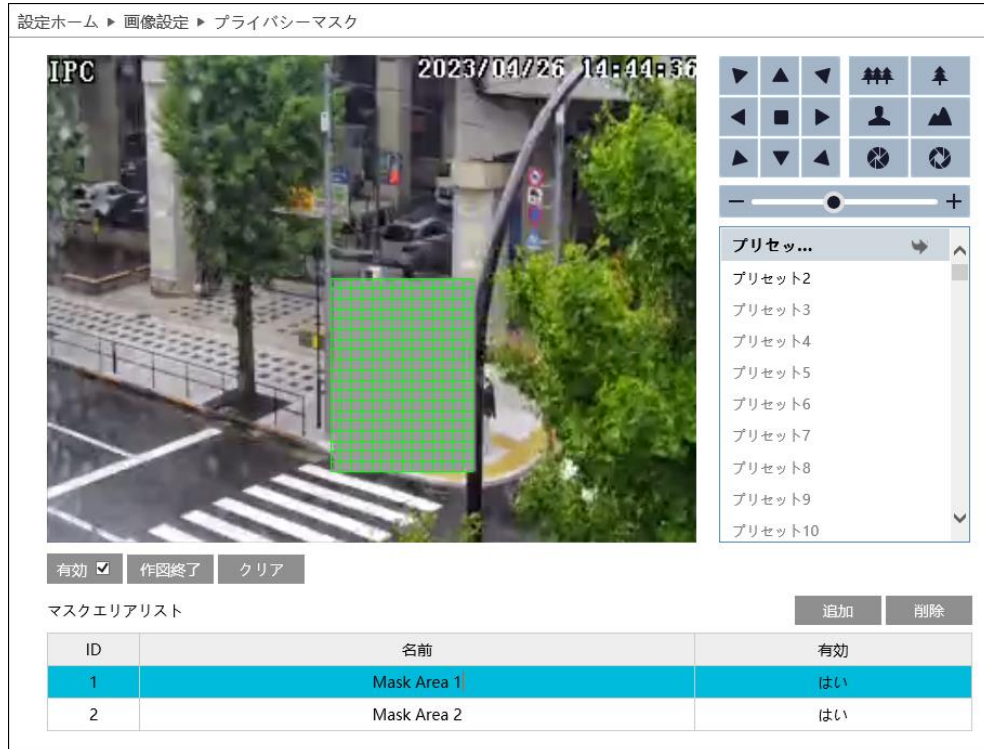 設定ホーム ▶ 画像設定 ▶ プライバシーマスク
IPC
2023/04/26 14:44:36
プリセッ...
プリセット2
プリセット3
プリセット4
プリセット5
プリセット6
プリセット7
プリセット8
プリセット9
プリセット10
有効
作図終了
クリア
マスクエリアリスト
追加
削除
ID 名前 有効
1 Mask Area 1 はい
2 Mask Area 2 はい